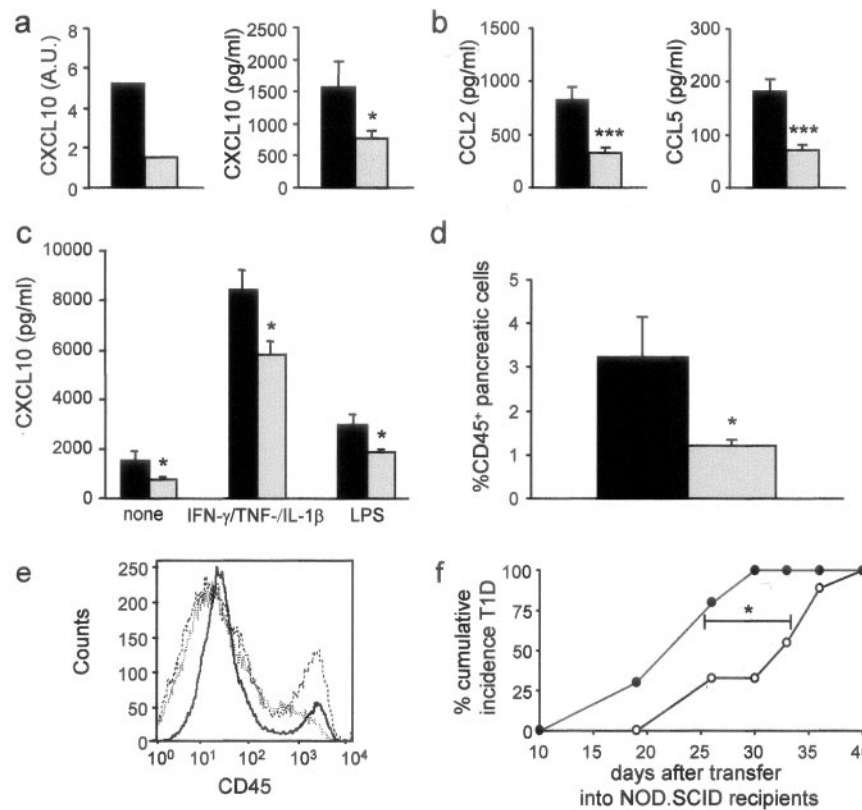 a
CXCL10 (A.U.)
8
6
4
2
0
CXCL10 (pg/ml)
2500
2000
1500
1000
500
0
*
b
CCL2 (pg/ml)
1500
1000
500
0
***
CCL5 (pg/ml)
300
200
100
0
***
c
CXCL10 (pg/ml)
10000
8000
6000
4000
2000
0
*
*
*
none
IFN-γ/TNF-/IL-1β
LPS
d
%CD45+ pancreatic cells
5
4
3
2
1
0
*
e
Counts
250
200
150
100
50
0
10⁰ 10¹ 10² 10³ 10⁴
CD45
f
% cumulative
incidence T1D
100
75
50
25
0
*
10 15 20 25 30 35 40
days after transfer
into NOD.SCID recipients